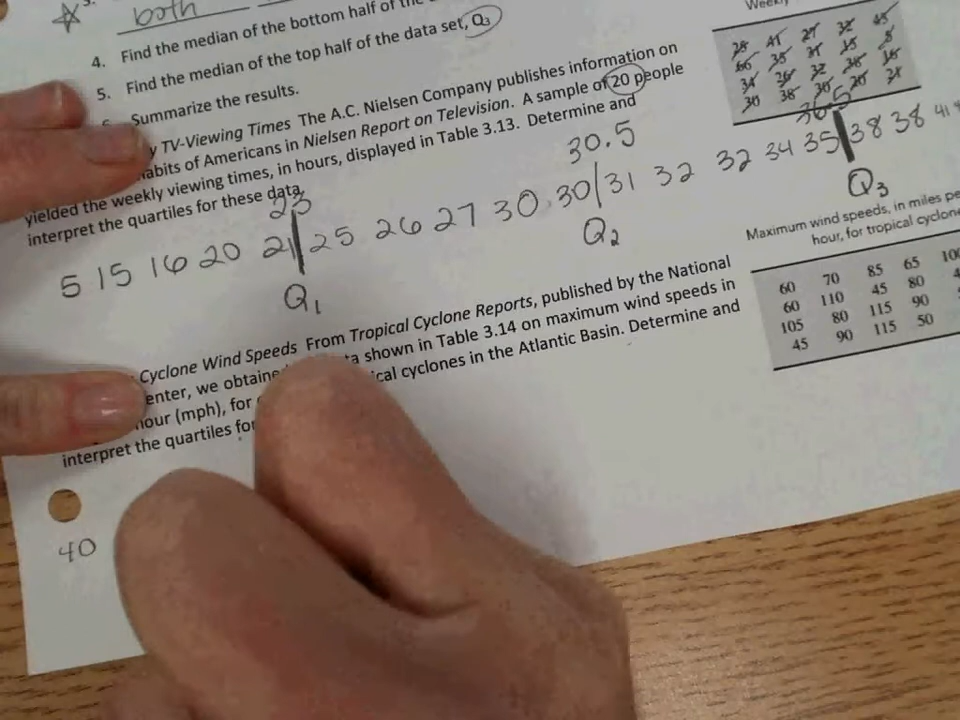 both
4. Find the median of the bottom half of the
5. Find the median of the top half of the data set, Q3
Summarize the results.
TV-Viewing Times The A.C. Nielsen Company publishes information on
habits of Americans in Nielsen Report on Television. A sample of 20 people
yielded the weekly viewing times, in hours, displayed in Table 3.13. Determine and
interpret the quartiles for these data.
23 30.5 36.5
5 15 16 20 21 25 26 27 30 30 31 32 32 34 35 38 38 41
Q1 Q2 Q3
Cyclone Wind Speeds From Tropical Cyclone Reports, published by the National
enter, we obtaine shown in Table 3.14 on maximum wind speeds in
hour (mph), for cal cyclones in the Atlantic Basin. Determine and
interpret the quartiles for
40
Maximum wind speeds, in miles pe
hour, for tropical cyclone
60 70 85 65 100
60 110 45 80
105 80 115 90
45 90 115 50